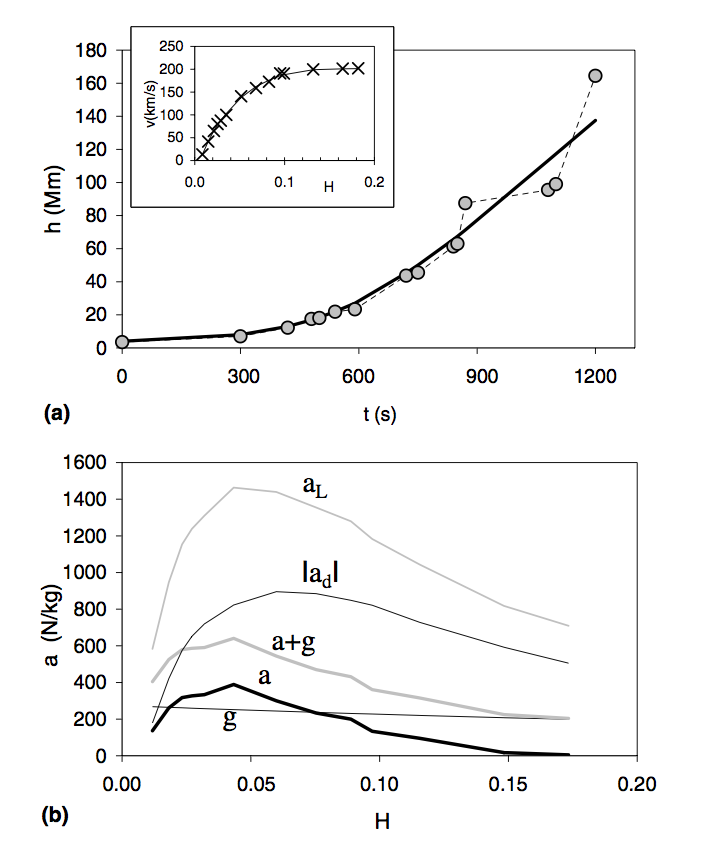 180
160
140
120
100
80
60
40
20
0
h (Mm)
0 300 600 900 1200
t (s)
(a)
250
200
150
100
50
0
v(km/s)
0.0 0.1 0.2
H
1600
1400
1200
1000
800
600
400
200
0
a (N/kg)
a_L
|a_d|
a+g
a
g
0.00 0.05 0.10 0.15 0.20
H
(b)